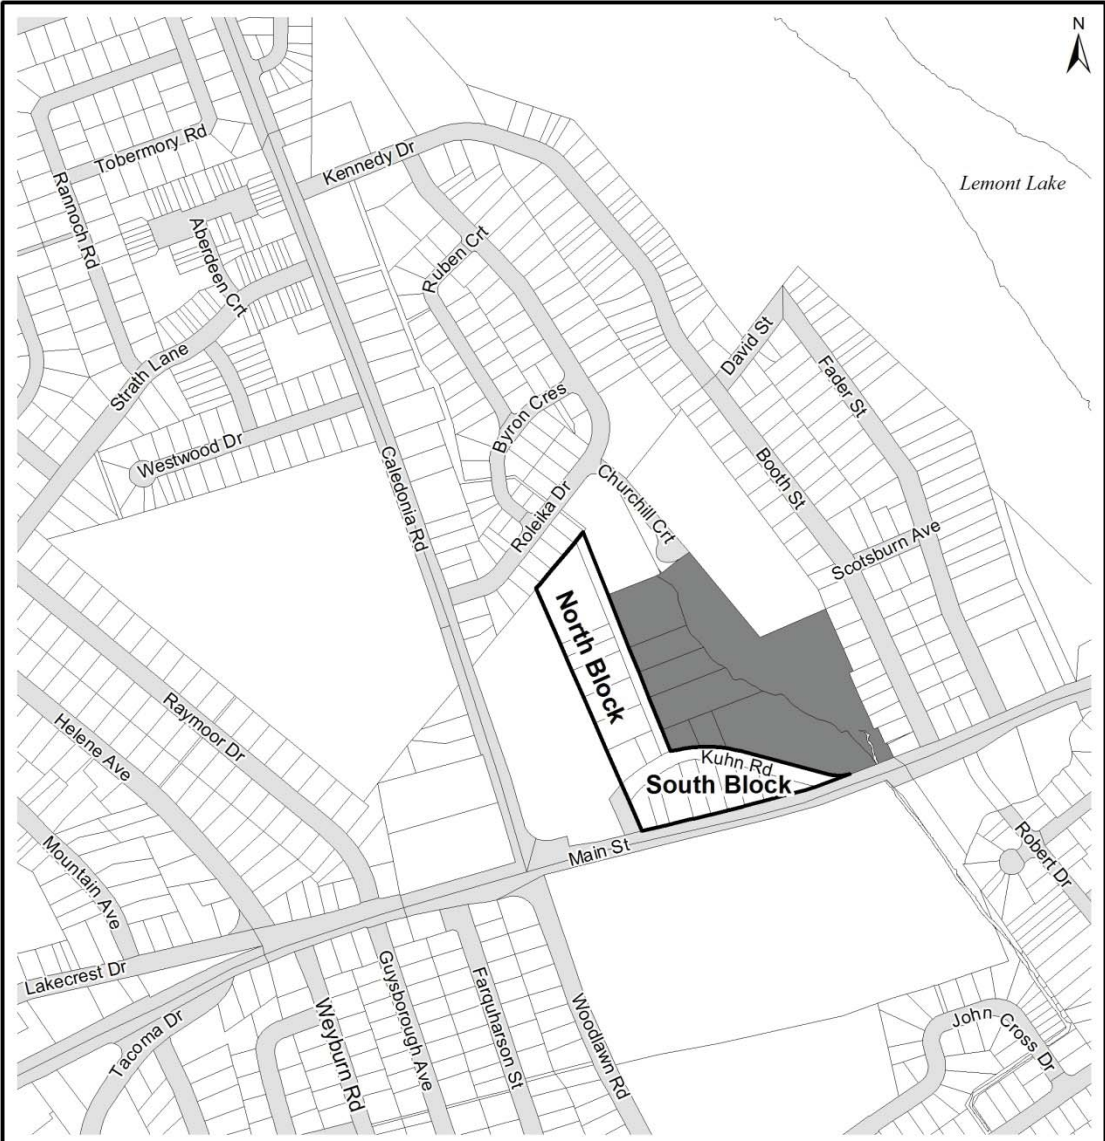 N
Lemont Lake
Tobermory Rd
Kennedy Dr
Rannoch Rd
Aberdeen Crt
Ruben Crt
Strath Lane
David St
Fader St
Byron Cres
Westwood Dr
Caledonia Rd
Booth St
Churchill Crt
Roleika Dr
Scotsburn Ave
North Block
Raymoor Dr
Helene Ave
Kuhn Rd
South Block
Main St
Mountain Ave
Robert Dr
Lakecrest Dr
Guysborough Ave
Farquharson St
Woodlawn Rd
Weyburn Rd
Tacoma Dr
John Cross Dr